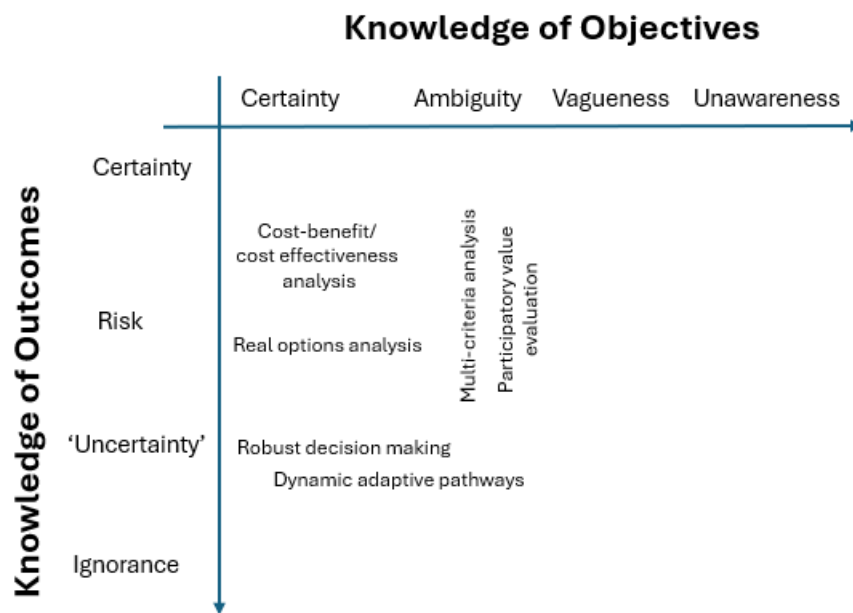 Knowledge of Objectives
Certainty
Ambiguity
Vagueness
Unawareness
Knowledge of Outcomes
Certainty
Risk
‘Uncertainty’
Ignorance
Cost-benefit/
cost effectiveness
analysis
Real options analysis
Multi-criteria analysis
Participatory value
evaluation
Robust decision making
Dynamic adaptive pathways